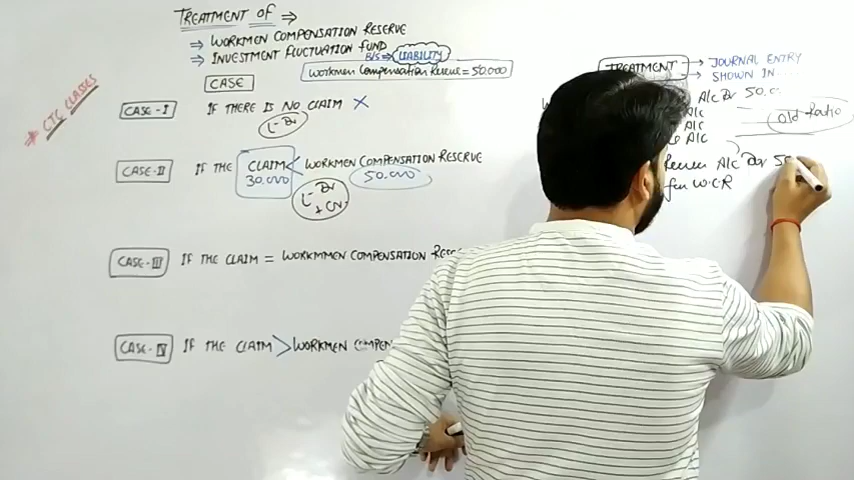 TREATMENT OF ⇒
⇒ WORKMEN COMPENSATION RESERVE
⇒ INVESTMENT FLUCTUATION FUND
B/S ⇒ LIABILITY
CASE
Workmen Compensation Reserve = 50,000
CTC CLASSES
CASE-I IF THERE IS NO CLAIM X
L-Dr
CASE-II IF THE CLAIM < WORKMEN COMPENSATION RESERVE
30,000 50,000
L-Dr
+ Cr
CASE-III IF THE CLAIM = WORKMMEN COMPENSATION
CASE-IV IF THE CLAIM > WORKMEN
TREATMENT → JOURNAL ENTRY
→ SHOWN IN
A/c Dr
A/c
A/c
A/c
Old Ratio
A/c Dr
for W.C.R